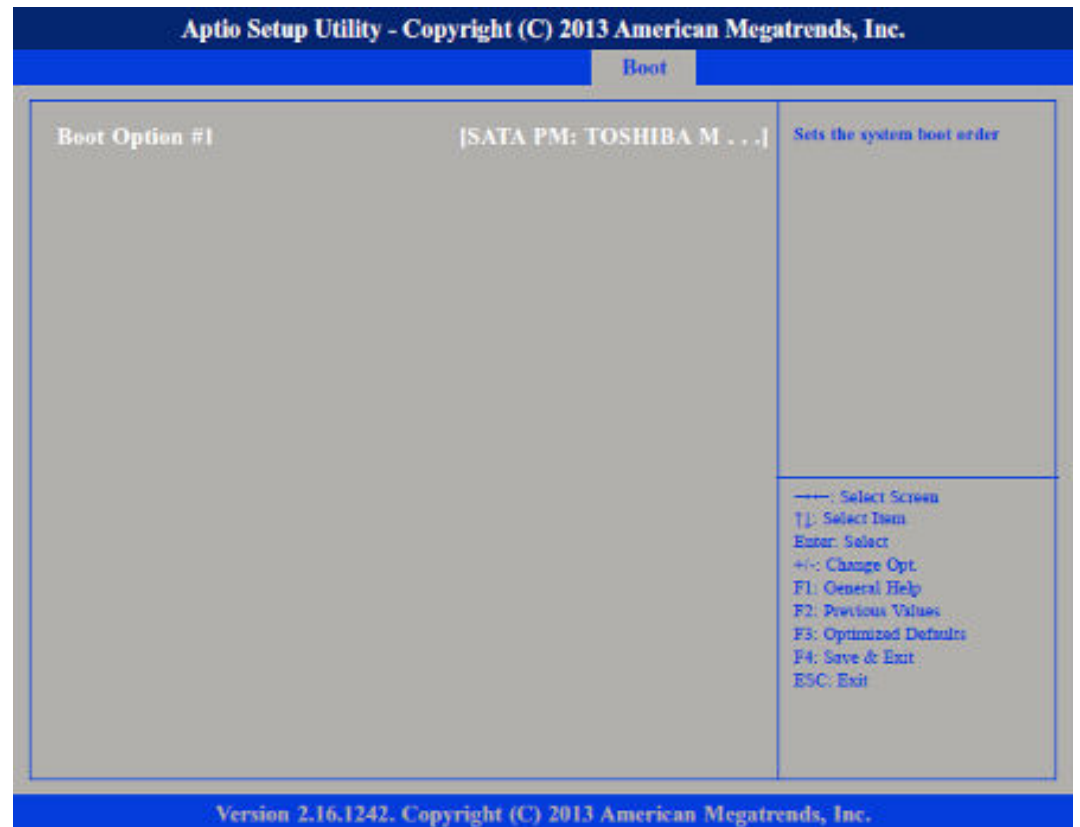 Aptio Setup Utility - Copyright (C) 2013 American Megatrends, Inc.
Boot
Boot Option #1 [SATA PM: TOSHIBA M . . .]
Sets the system boot order
→←: Select Screen
↑↓: Select Item
Enter: Select
+/-: Change Opt.
F1: General Help
F2: Previous Values
F3: Optimized Defaults
F4: Save & Exit
ESC: Exit
Version 2.16.1242. Copyright (C) 2013 American Megatrends, Inc.